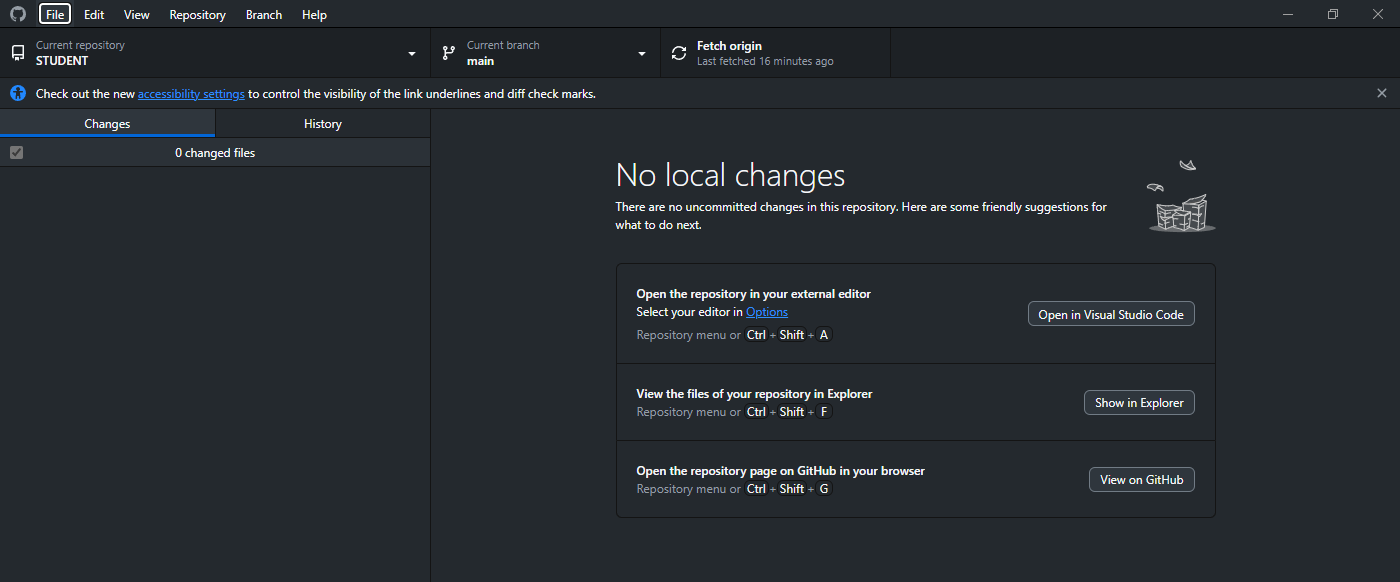 File Edit View Repository Branch Help
Current repository
STUDENT
Current branch
main
Fetch origin
Last fetched 16 minutes ago
Check out the new accessibility settings to control the visibility of the link underlines and diff check marks.
Changes
History
0 changed files
No local changes
There are no uncommitted changes in this repository. Here are some friendly suggestions for
what to do next.
Open the repository in your external editor
Select your editor in Options
Repository menu or Ctrl + Shift + A
Open in Visual Studio Code
View the files of your repository in Explorer
Repository menu or Ctrl + Shift + F
Show in Explorer
Open the repository page on GitHub in your browser
Repository menu or Ctrl + Shift + G
View on GitHub